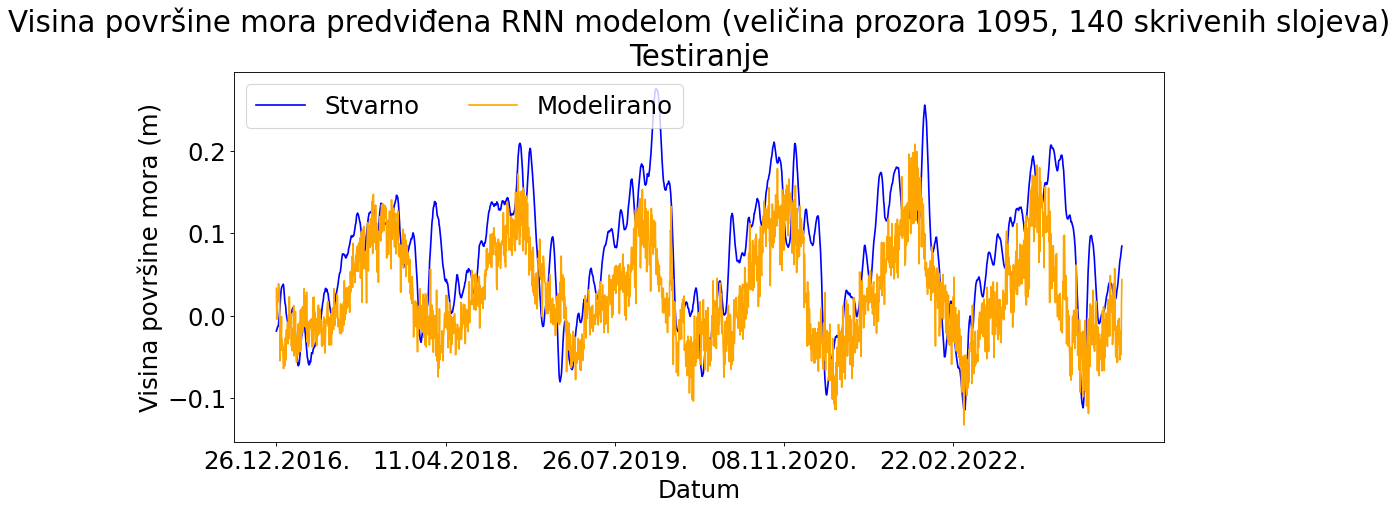 Visina površine mora predviđena RNN modelom (veličina prozora 1095, 140 skrivenih slojeva)
Testiranje
Stvarno Modelirano
Visina površine mora (m)
0.2
0.1
0.0
−0.1
26.12.2016. 11.04.2018. 26.07.2019. 08.11.2020. 22.02.2022.
Datum